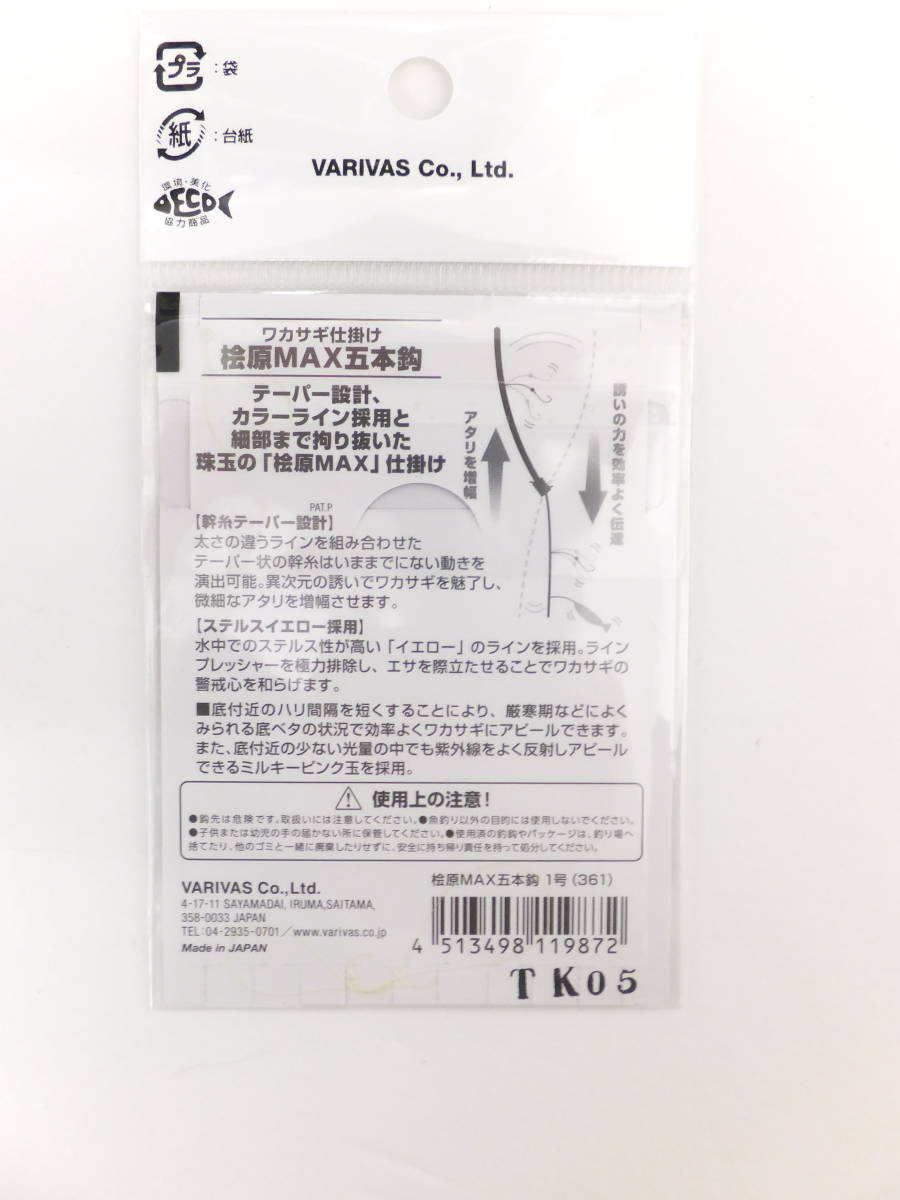 プラ :袋
紙 :台紙
環境・美化
ECO
協力商品
VARIVAS Co., Ltd.
ワカサギ仕掛け
桧原MAX五本鈎
テーパー設計、
カラーライン採用と
細部まで拘り抜いた
珠玉の「桧原MAX」仕掛け
アタリを増幅
誘いの力を効率よく伝達
PAT.P
【幹糸テーパー設計】
太さの違うラインを組み合わせた
テーパー状の幹糸はいままでにない動きを
演出可能。異次元の誘いでワカサギを魅了し、
微細なアタリを増幅させます。
【ステルスイエロー採用】
水中でのステルス性が高い「イエロー」のラインを採用。ライン
プレッシャーを極力排除し、エサを際立たせることでワカサギの
警戒心を和らげます。
■底付近のハリ間隔を短くすることにより、厳寒期などによく
みられる底ベタの状況で効率よくワカサギにアピールできます。
また、底付近の少ない光量の中でも紫外線をよく反射しアピール
できるミルキーピンク玉を採用。
使用上の注意!
●鈎先は危険です。取扱いには注意してください。●魚釣り以外の目的には使用しないでください。
●子供または幼児の手の届かない所に保管してください。●使用済の釣鈎やパッケージは、釣り場へ
捨てたり、他のゴミと一緒に廃棄したりせずに、安全に持ち帰り責任を持って処分してください。
VARIVAS Co.,Ltd.
4-17-11 SAYAMADAI, IRUMA,SAITAMA,
358-0033 JAPAN
TEL:04-2935-0701/www.varivas.co.jp
Made in JAPAN
桧原MAX五本鈎 1号(361)
4 513498 119872
TK05